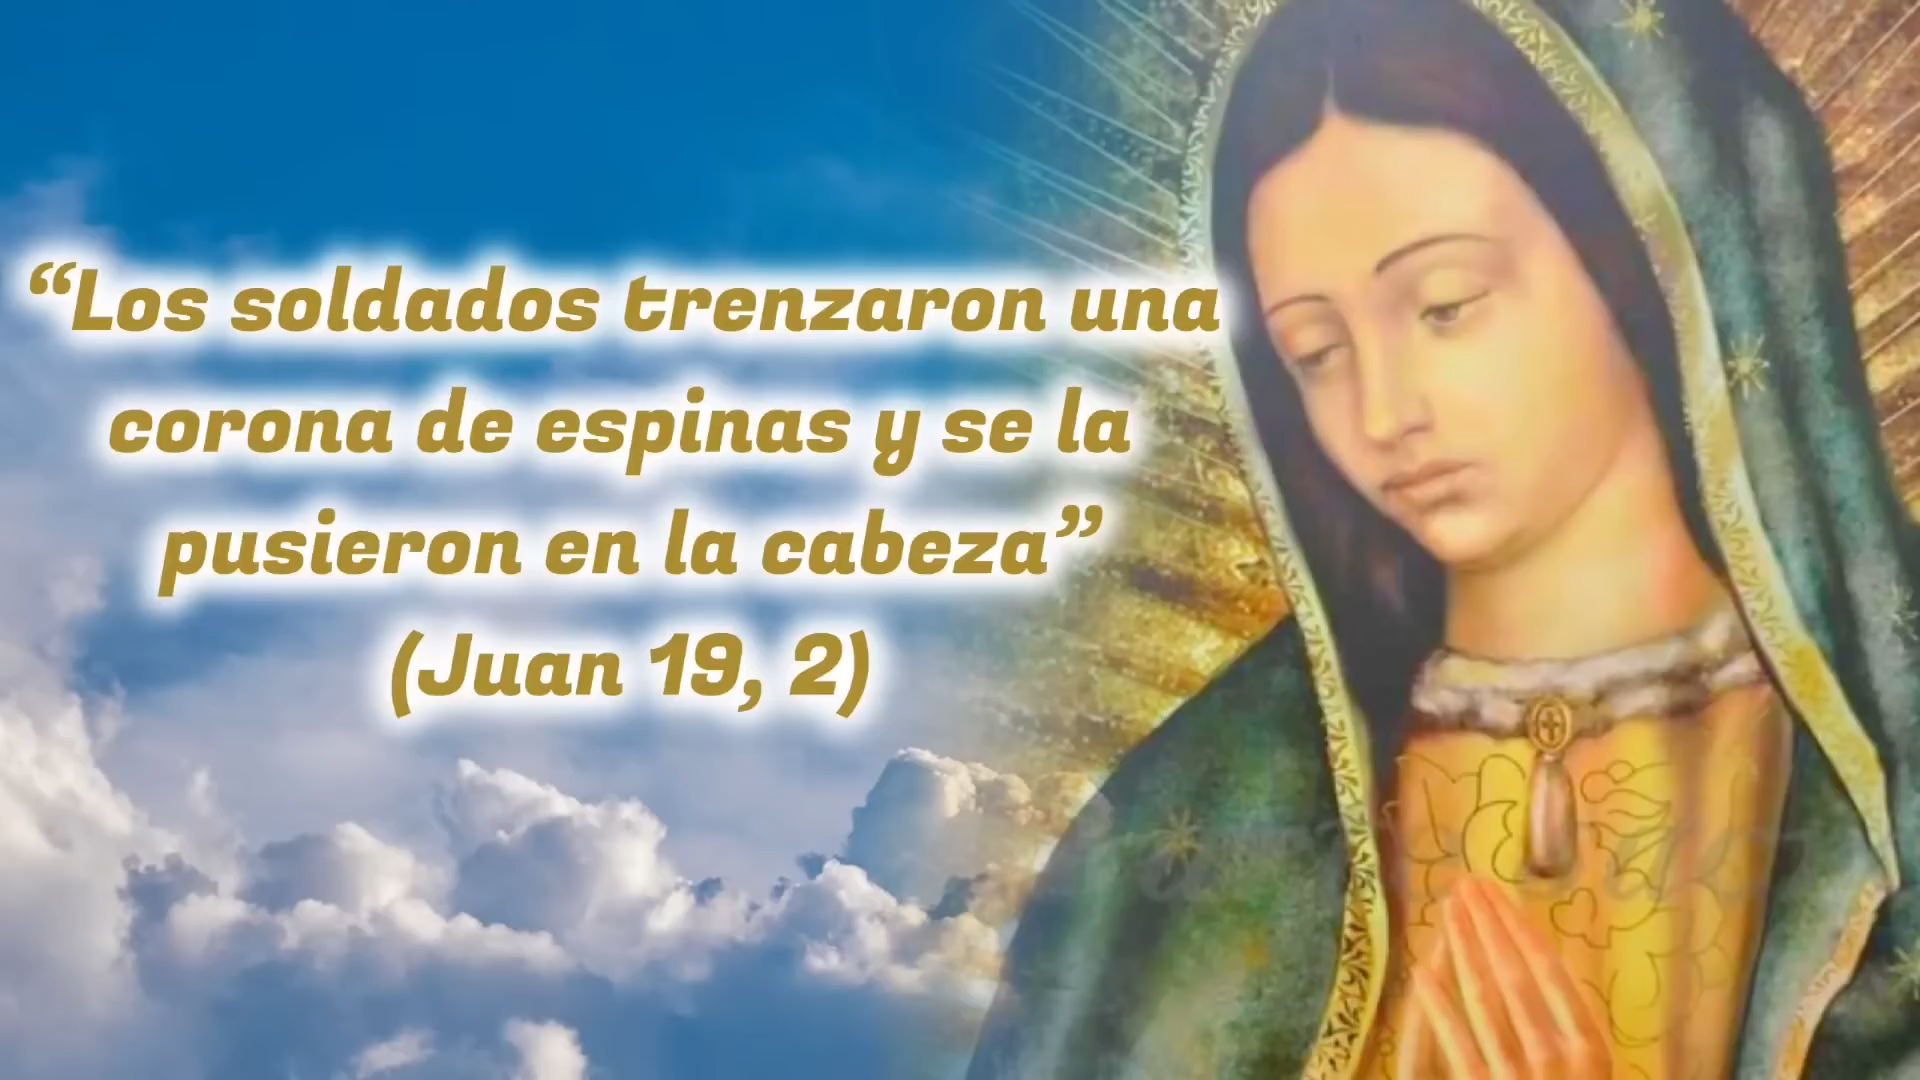 “Los soldados trenzaron una
corona de espinas y se la
pusieron en la cabeza”
(Juan 19, 2)